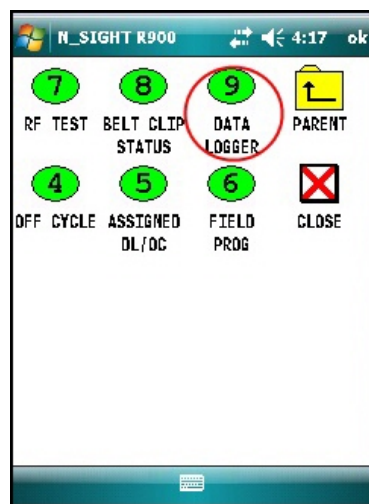 N_SIGHT R900 4:17 ok
7 8 9
RF TEST BELT CLIP DATA PARENT
STATUS LOGGER
4 5 6
OFF CYCLE ASSIGNED FIELD CLOSE
DL/OC PROG